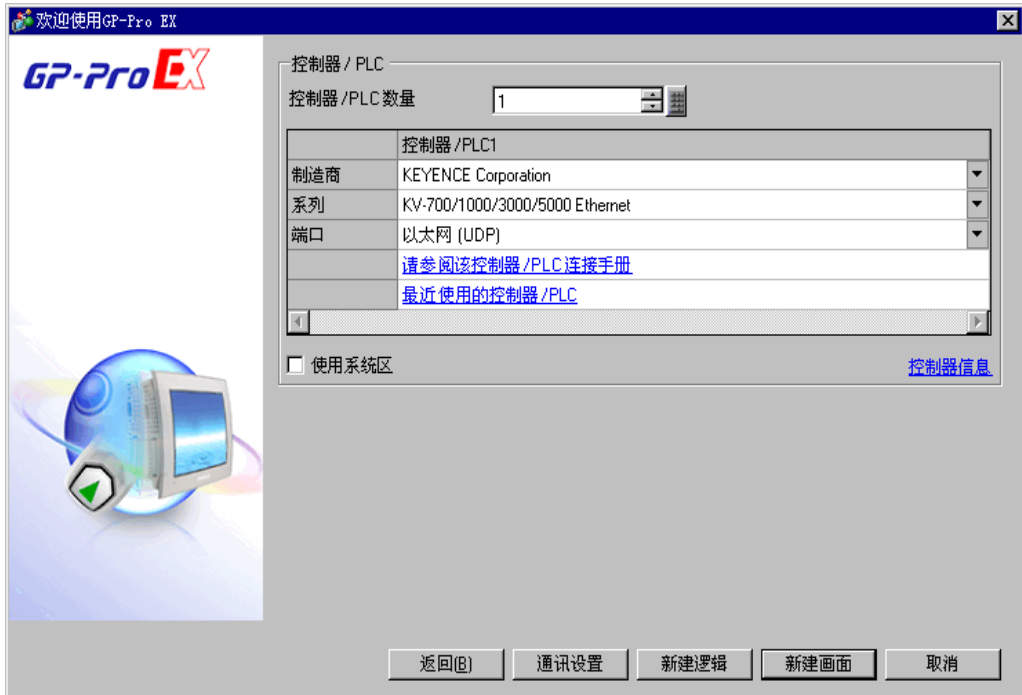 欢迎使用GP-Pro EX
GP-Pro EX
控制器 / PLC
控制器 /PLC 数量 1
控制器 /PLC1
制造商 KEYENCE Corporation
系列 KV-700/1000/3000/5000 Ethernet
端口 以太网 (UDP)
请参阅该控制器 /PLC 连接手册
最近使用的控制器 /PLC
使用系统区 控制器信息
返回(B) 通讯设置 新建逻辑 新建画面 取消